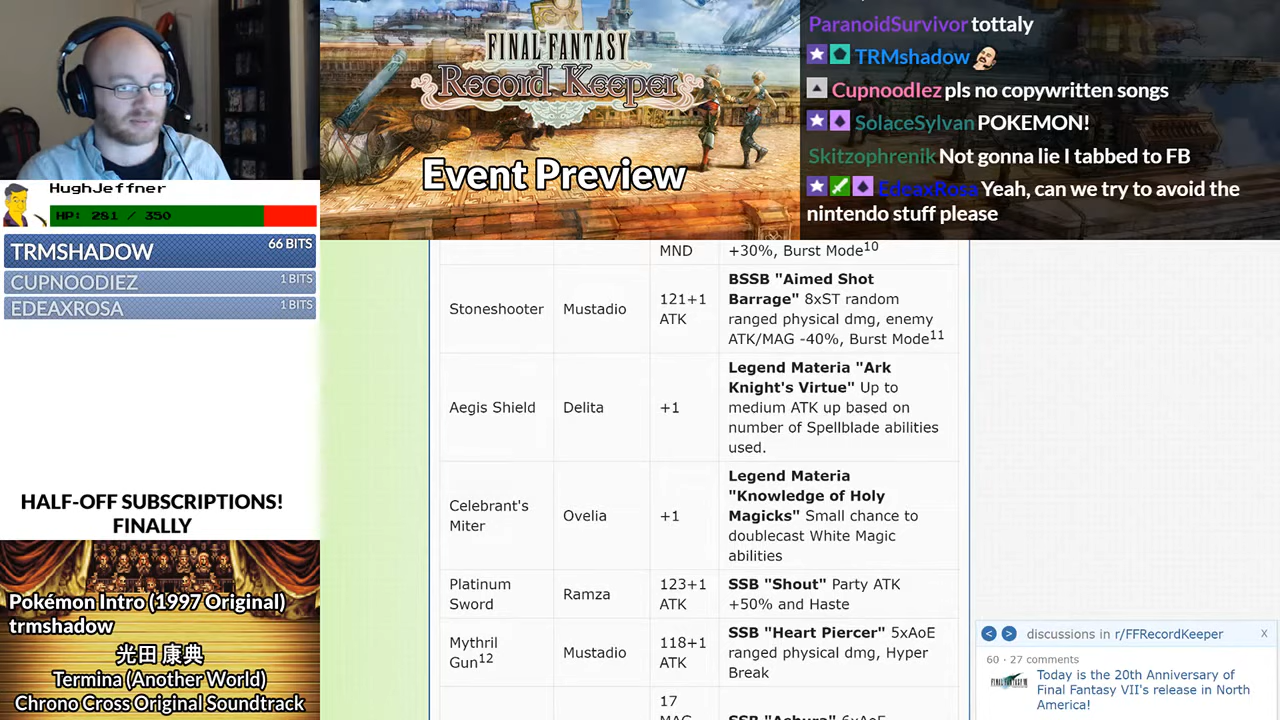 HughJeffner
HP: 281 / 350
TRMSHADOW 66 BITS
CUPNOODIEZ 1 BITS
EDEAXROSA 1 BITS
HALF-OFF SUBSCRIPTIONS!
FINALLY
Pokémon Intro (1997 Original)
trmshadow
光田 康典
Termina (Another World)
Chrono Cross Original Soundtrack
FINAL FANTASY
Record Keeper
Event Preview
ParanoidSurvivor tottaly
TRMshadow
Cupnoodlez pls no copywritten songs
SolaceSylvan POKEMON!
Skitzophrenik Not gonna lie I tabbed to FB
EdeaxRosa Yeah, can we try to avoid the
nintendo stuff please
MND
+30%, Burst Mode10
Stoneshooter
Mustadio
121+1
ATK
BSSB "Aimed Shot
Barrage" 8xST random
ranged physical dmg, enemy
ATK/MAG -40%, Burst Mode11
Aegis Shield
Delita
+1
Legend Materia "Ark
Knight's Virtue" Up to
medium ATK up based on
number of Spellblade abilities
used.
Celebrant's
Miter
Ovelia
+1
Legend Materia
"Knowledge of Holy
Magicks" Small chance to
doublecast White Magic
abilities
Platinum
Sword
Ramza
123+1
ATK
SSB "Shout" Party ATK
+50% and Haste
Mythril
Gun12
Mustadio
118+1
ATK
SSB "Heart Piercer" 5xAoE
ranged physical dmg, Hyper
Break
17
discussions in r/FFRecordKeeper X
60 · 27 comments
FINAL FANTASY VII
Today is the 20th Anniversary of
Final Fantasy VII's release in North
America!